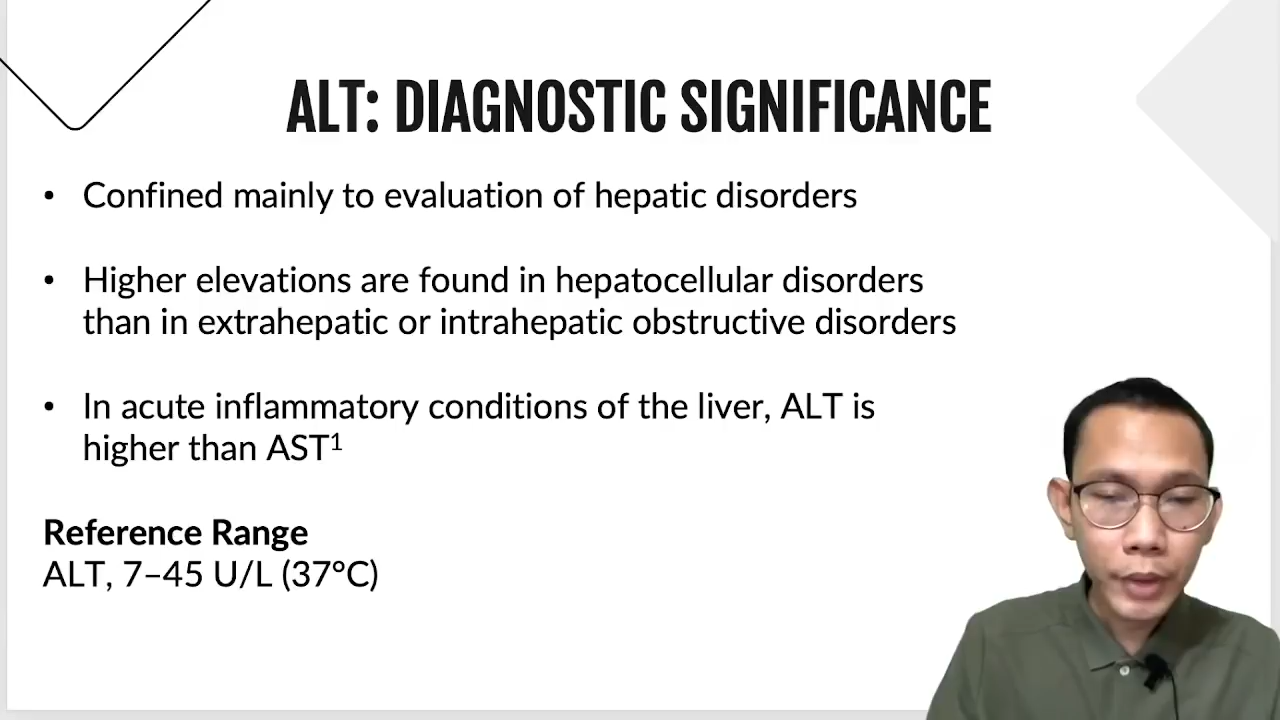 ALT: DIAGNOSTIC SIGNIFICANCE
• Confined mainly to evaluation of hepatic disorders
• Higher elevations are found in hepatocellular disorders
than in extrahepatic or intrahepatic obstructive disorders
• In acute inflammatory conditions of the liver, ALT is
higher than AST¹
Reference Range
ALT, 7–45 U/L (37°C)